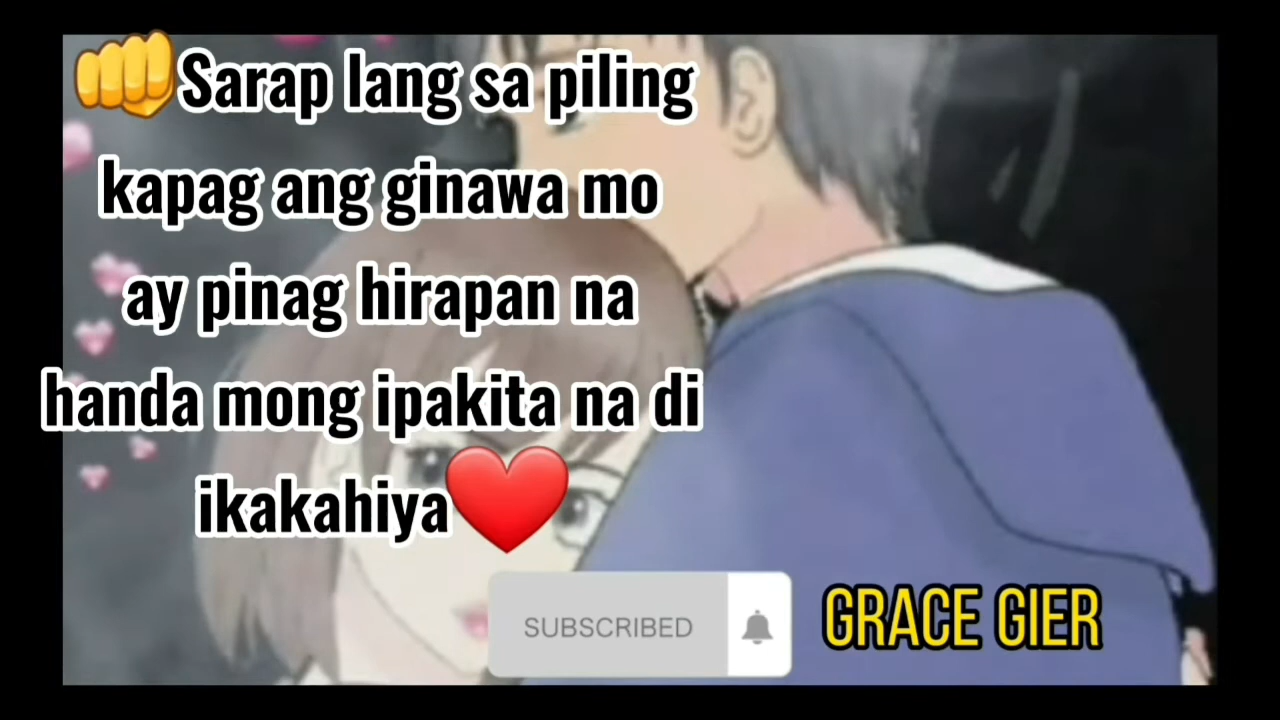 👊Sarap lang sa piling
kapag ang ginawa mo
ay pinag hirapan na
handa mong ipakita na di
ikakahiya❤️
SUBSCRIBED
GRACE GIER